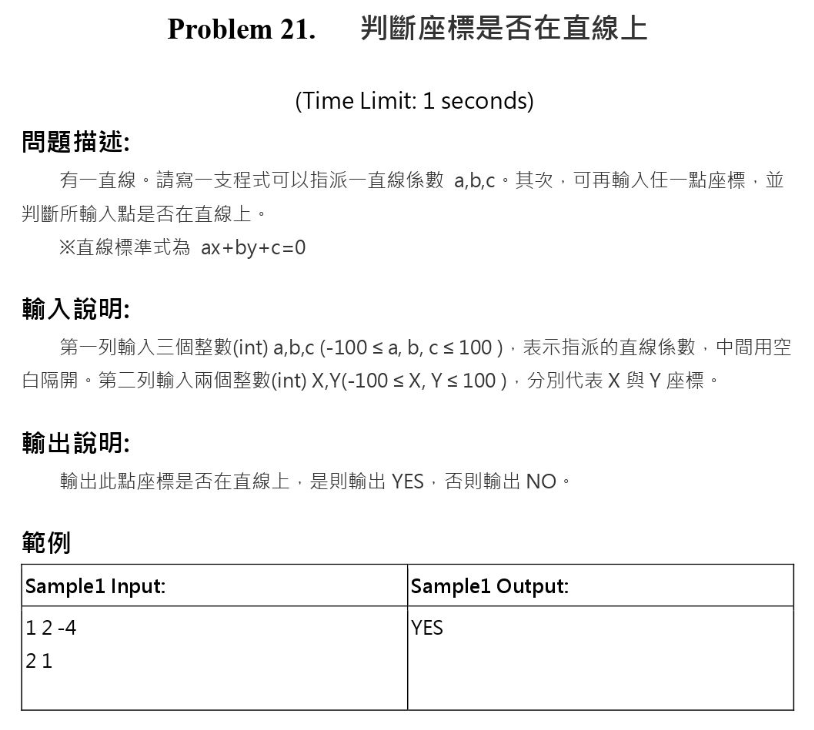 Problem 21. 判斷座標是否在直線上
(Time Limit: 1 seconds)
問題描述:
有一直線。請寫一支程式可以指派一直線係數 a,b,c。其次，可再輸入任一點座標，並
判斷所輸入點是否在直線上。
※直線標準式為 ax+by+c=0
輸入說明:
第一列輸入三個整數(int) a,b,c (-100 ≤ a, b, c ≤ 100 )，表示指派的直線係數，中間用空
白隔開。第二列輸入兩個整數(int) X,Y(-100 ≤ X, Y ≤ 100 )，分別代表 X 與 Y 座標。
輸出說明:
輸出此點座標是否在直線上，是則輸出 YES，否則輸出 NO。
範例
Sample1 Input:
Sample1 Output:
1 2 -4
YES
2 1